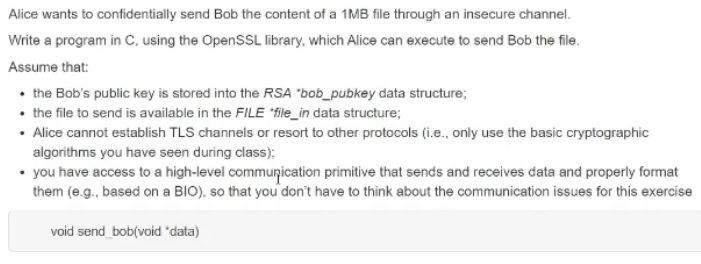 Alice wants to confidentially send Bob the content of a 1MB file through an insecure channel.
Write a program in C, using the OpenSSL library, which Alice can execute to send Bob the file.
Assume that:
• the Bob's public key is stored into the RSA *bob_pubkey data structure;
• the file to send is available in the FILE *file_in data structure;
• Alice cannot establish TLS channels or resort to other protocols (i.e., only use the basic cryptographic
algorithms you have seen during class);
• you have access to a high-level communication primitive that sends and receives data and properly format
them (e.g., based on a BIO), so that you don't have to think about the communication issues for this exercise
void send_bob(void *data)